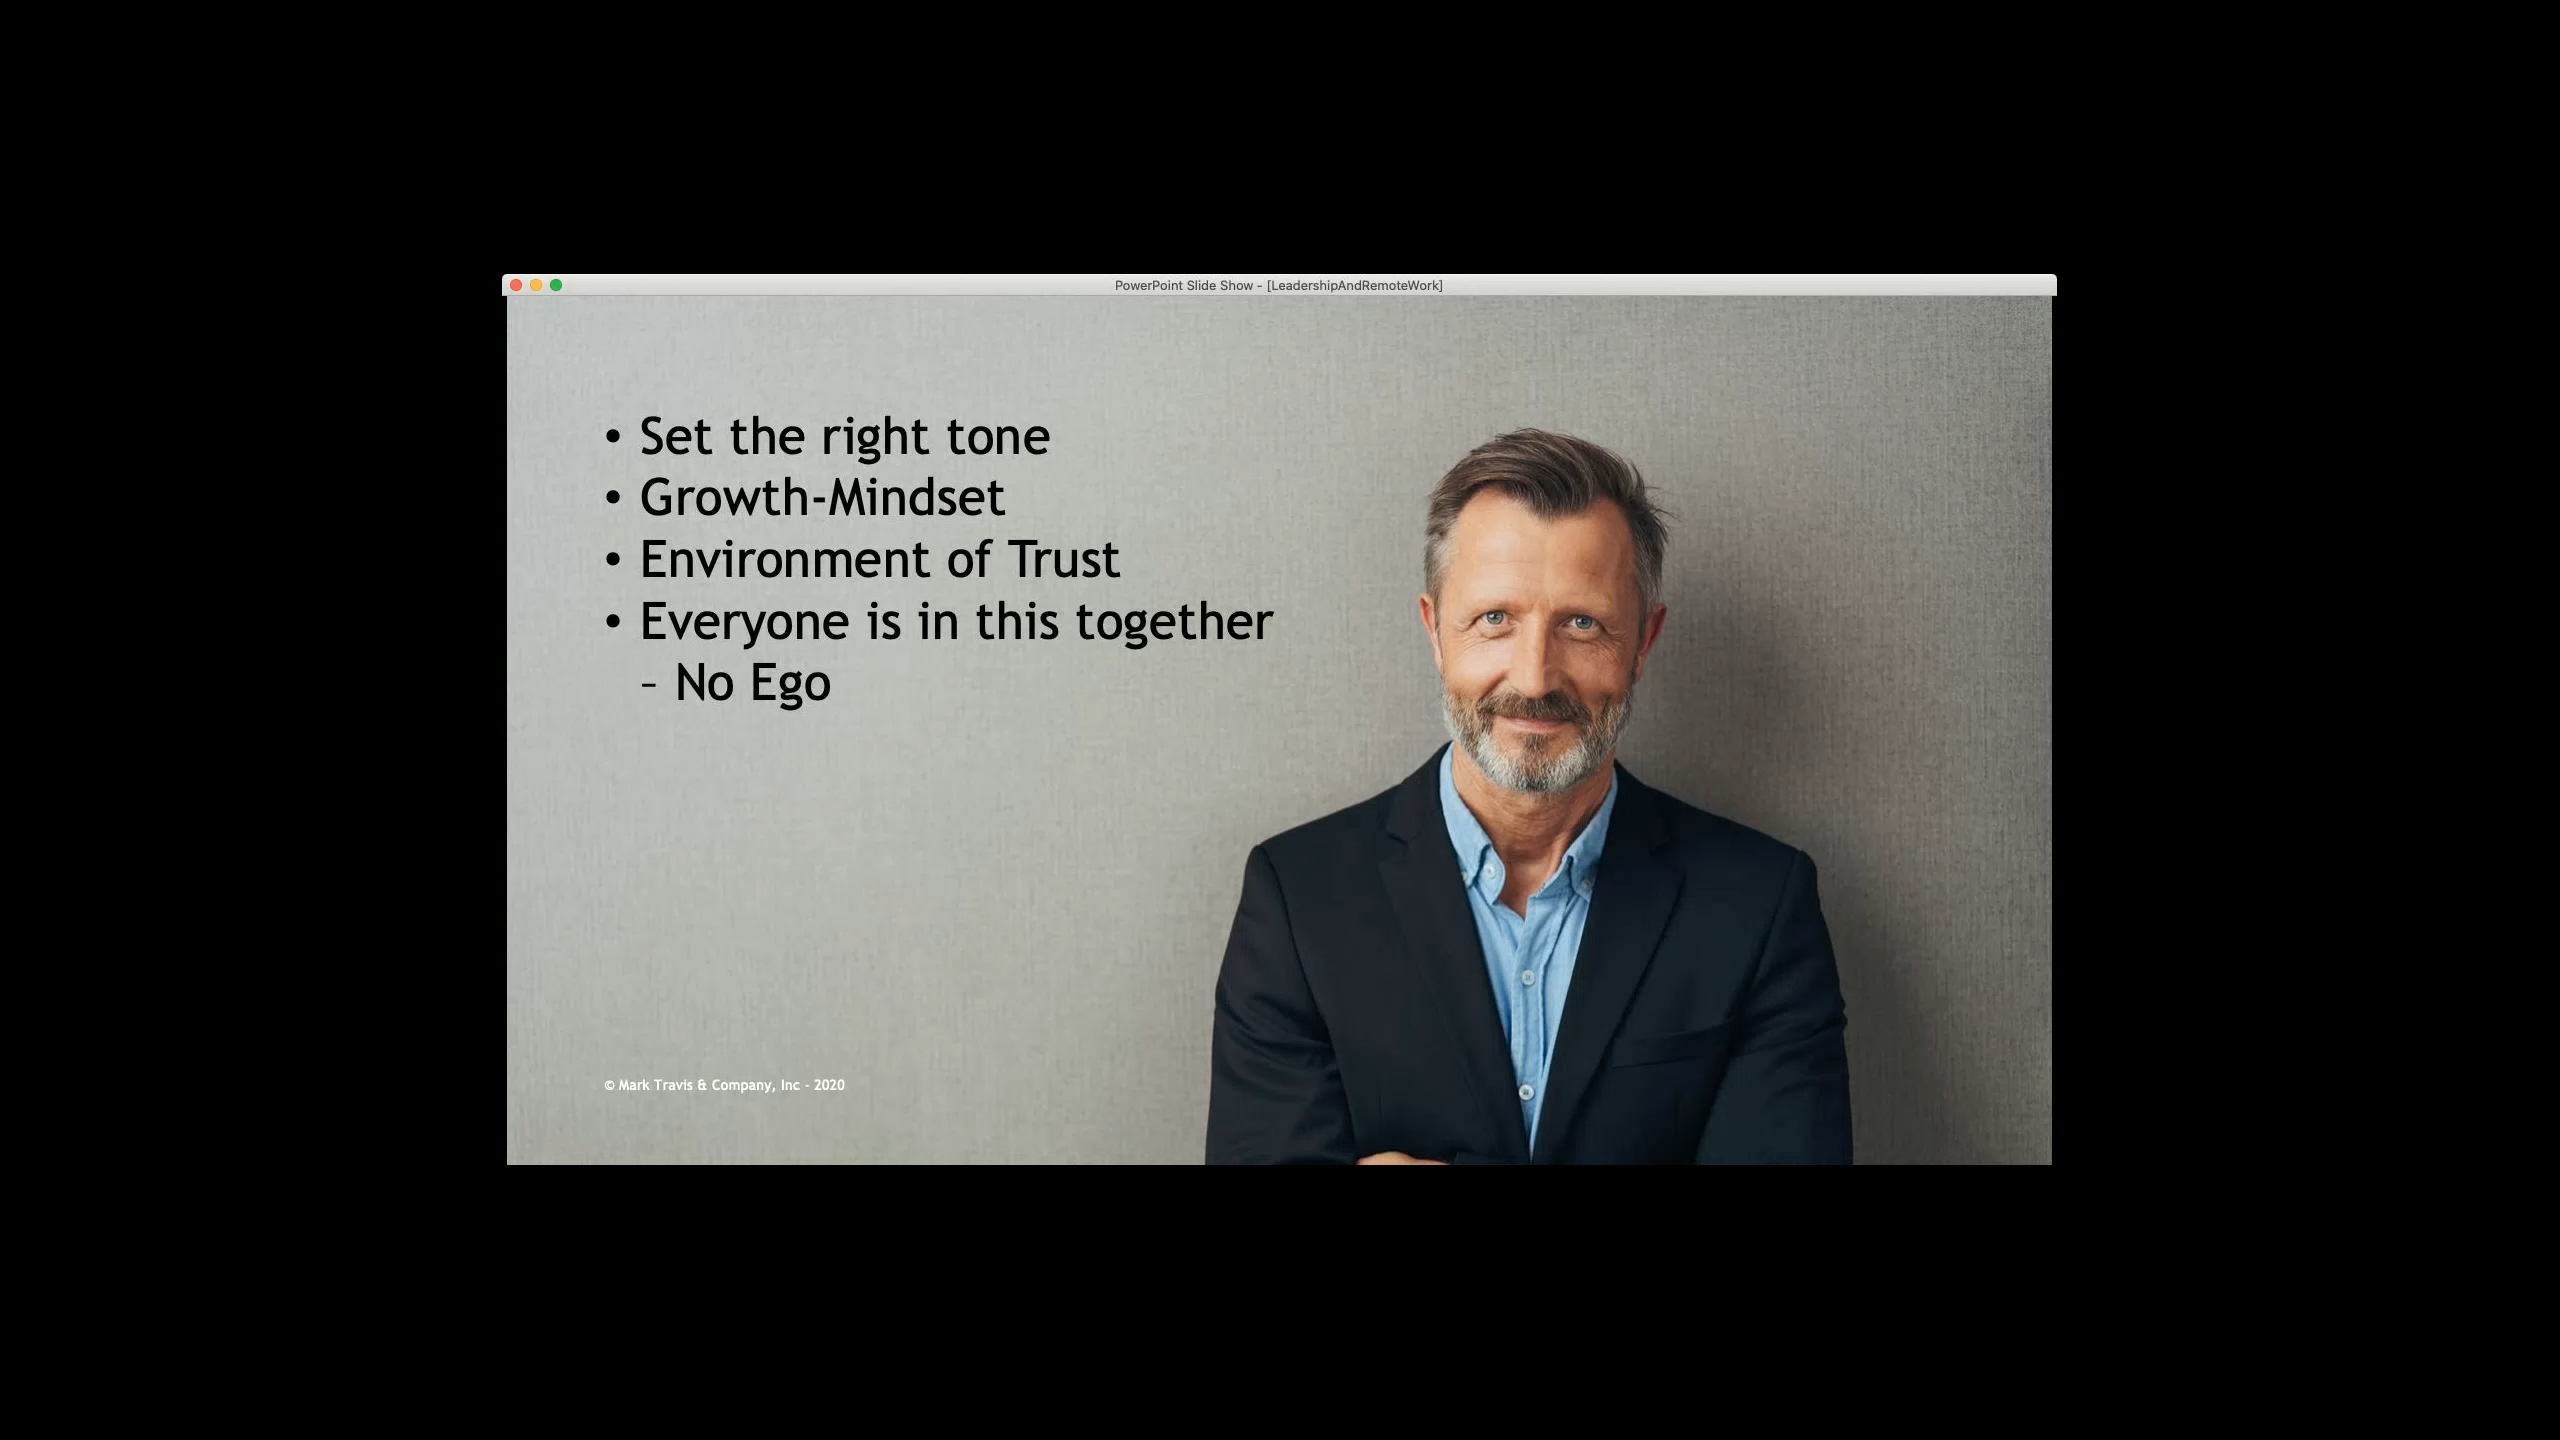 PowerPoint Slide Show - [LeadershipAndRemoteWork]
• Set the right tone
• Growth-Mindset
• Environment of Trust
• Everyone is in this together
– No Ego
© Mark Travis & Company, Inc - 2020